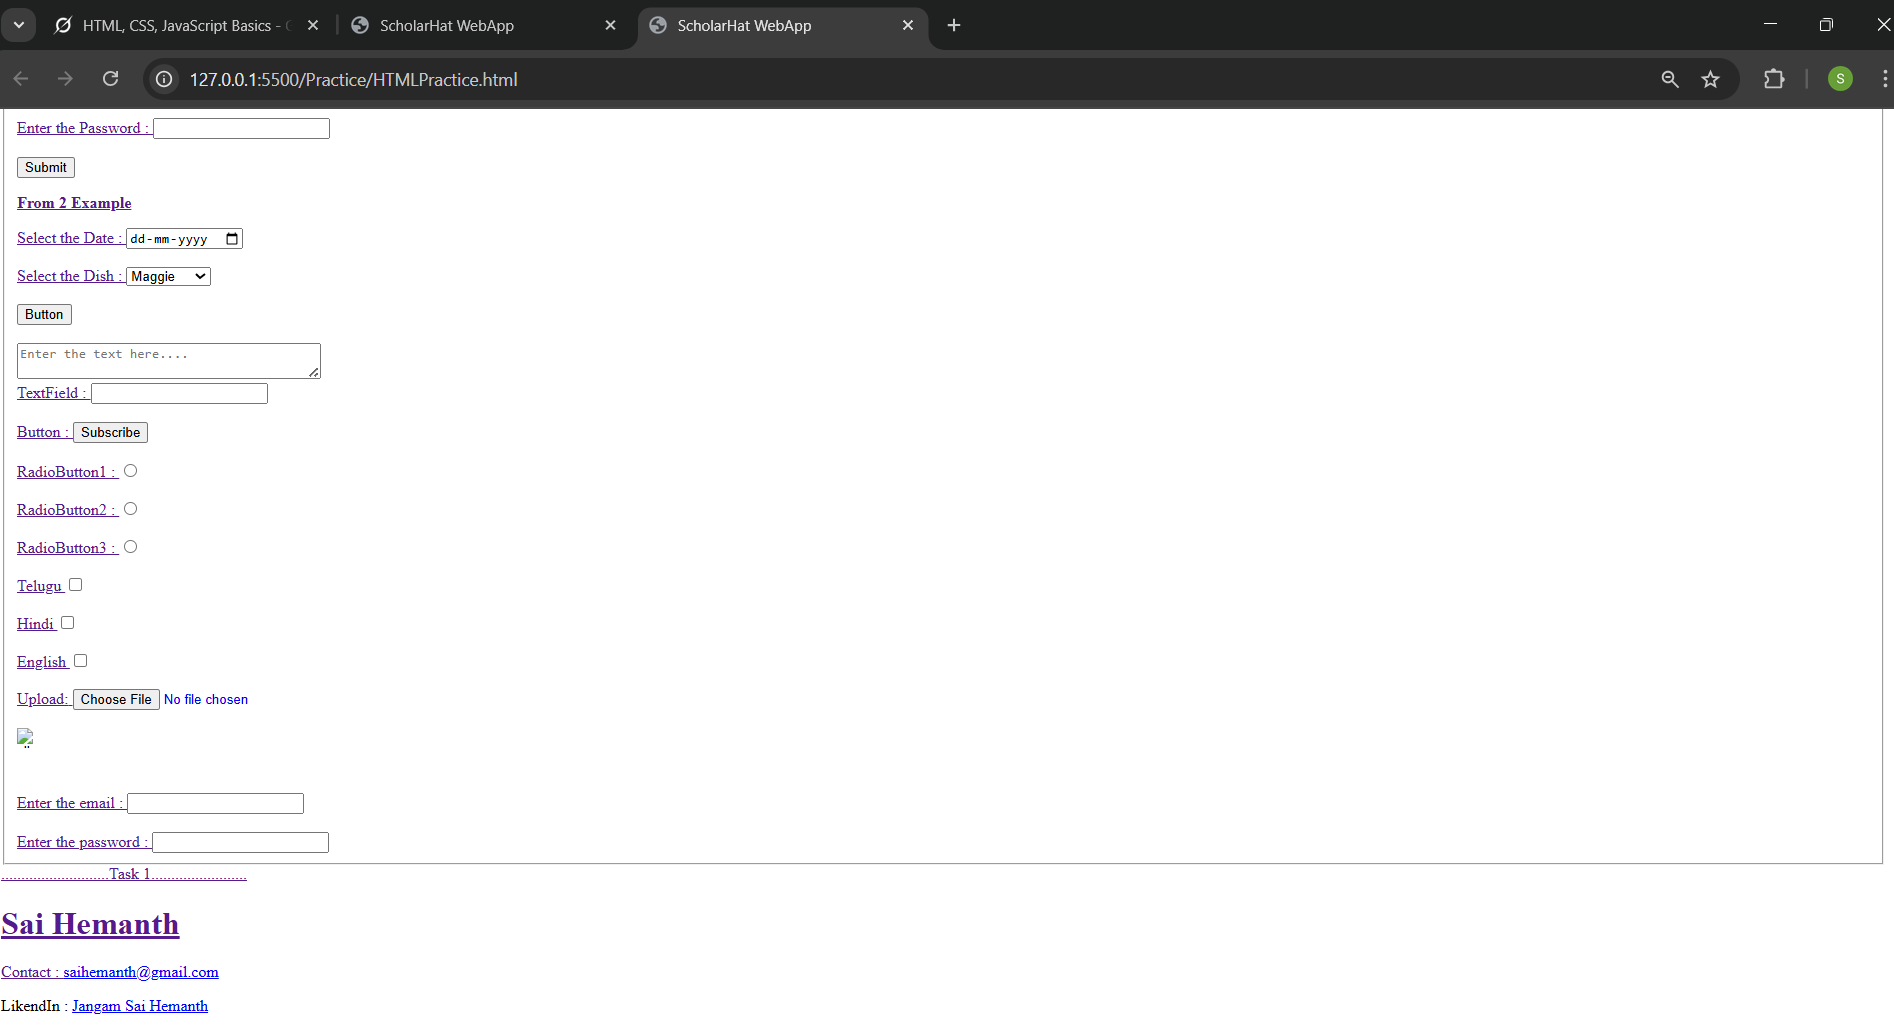 HTML, CSS, JavaScript Basics -
ScholarHat WebApp
ScholarHat WebApp
127.0.0.1:5500/Practice/HTMLPractice.html
S
Enter the Password :
Submit
From 2 Example
Select the Date : dd-mm-yyyy
Select the Dish : Maggie
Button
Enter the text here....
TextField :
Button : Subscribe
RadioButton1 :
RadioButton2 :
RadioButton3 :
Telugu
Hindi
English
Upload: Choose File No file chosen
Enter the email :
Enter the password :
...........................Task 1........................
Sai Hemanth
Contact : saihemanth@gmail.com
LikendIn : Jangam Sai Hemanth